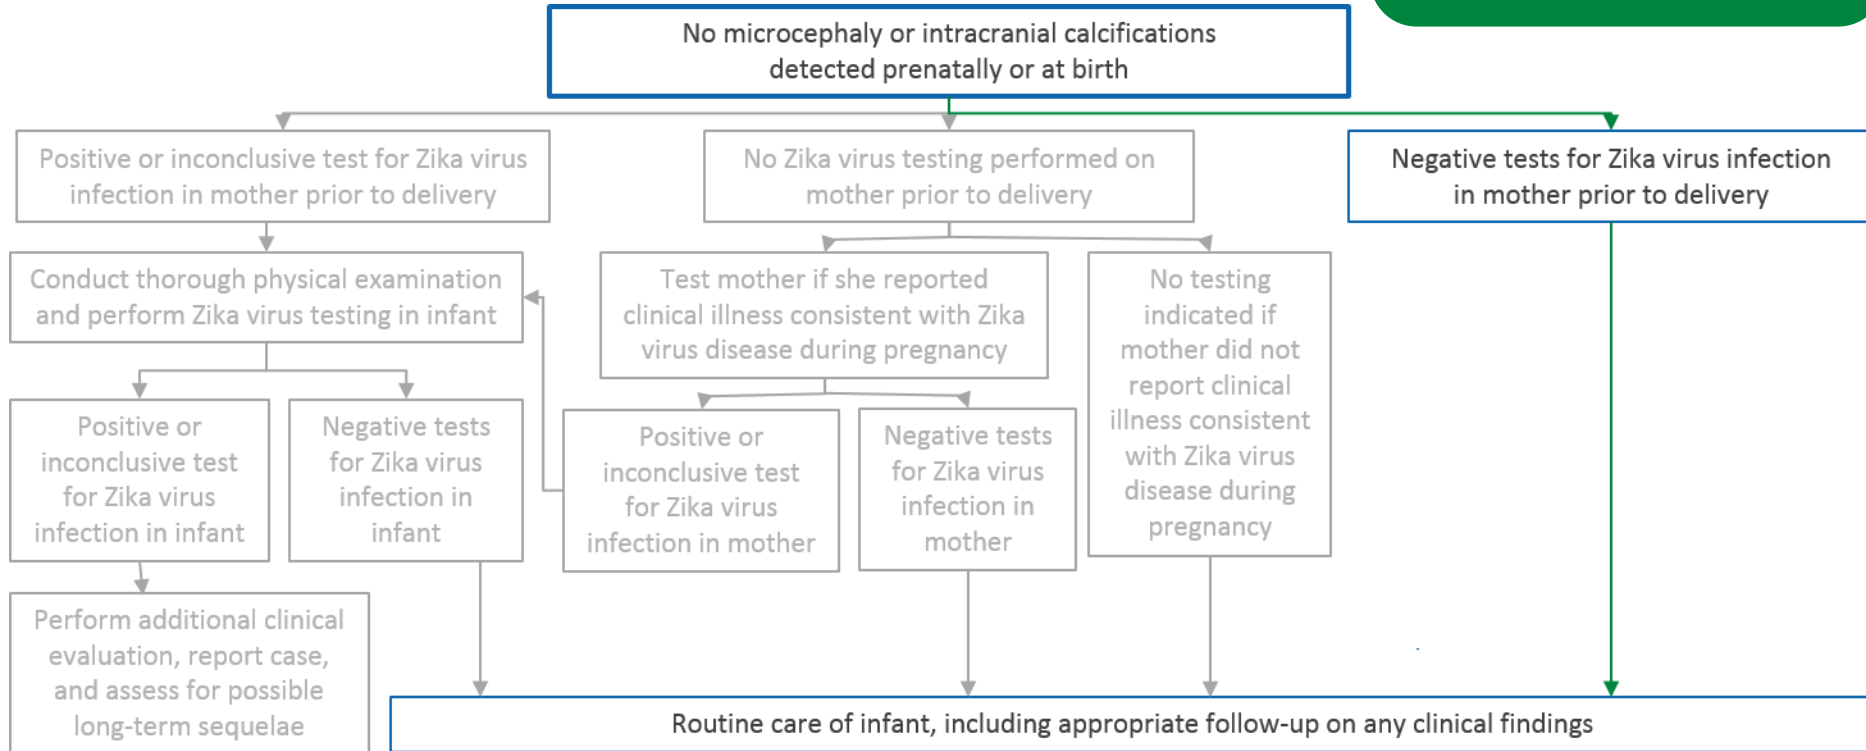 No microcephaly or intracranial calcifications
detected prenatally or at birth
Positive or inconclusive test for Zika virus
infection in mother prior to delivery
No Zika virus testing performed on
mother prior to delivery
Negative tests for Zika virus infection
in mother prior to delivery
Conduct thorough physical examination
and perform Zika virus testing in infant
Test mother if she reported
clinical illness consistent with Zika
virus disease during pregnancy
No testing
indicated if
mother did not
report clinical
illness consistent
with Zika virus
disease during
pregnancy
Positive or
inconclusive test
for Zika virus
infection in infant
Negative tests
for Zika virus
infection in
infant
Positive or
inconclusive test
for Zika virus
infection in mother
Negative tests
for Zika virus
infection in
mother
Perform additional clinical
evaluation, report case,
and assess for possible
long-term sequelae
Routine care of infant, including appropriate follow-up on any clinical findings